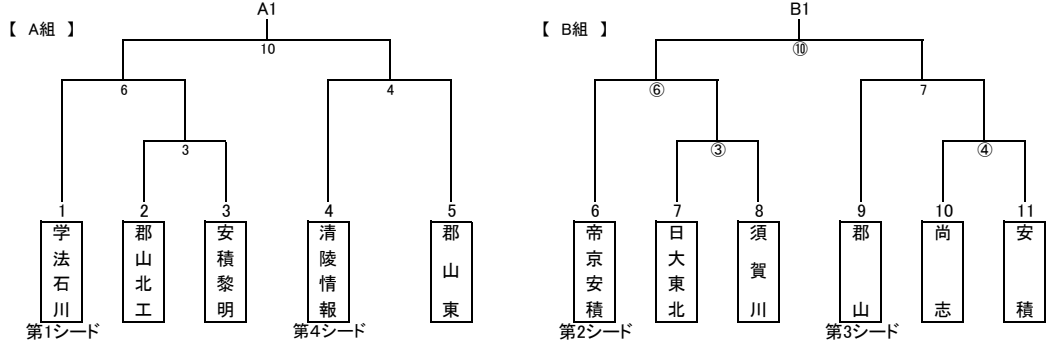 A1
B1
【 A組 】
【 B組 】
10
⑩
6
4
⑥
7
3
③
④
1
2
3
4
5
6
7
8
9
10
11
学法石川
郡山北工
安積黎明
清陵情報
郡山東
帝京安積
日大東北
須賀川
郡山
尚志
安積
第1シード
第4シード
第2シード
第3シード